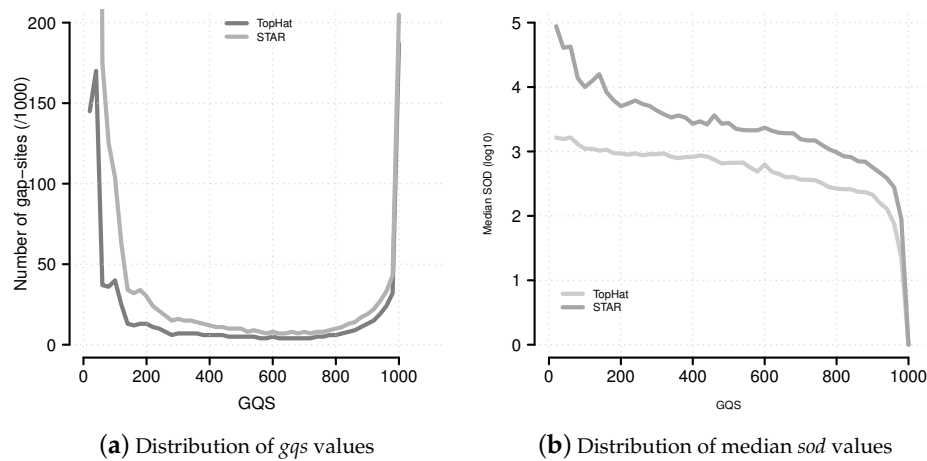 TopHat
STAR
Number of gap−sites (/1000)
200
150
100
50
0
0 200 400 600 800 1000
GQS
(a) Distribution of gqs values
Median SOD (log10)
5
4
3
2
1
0
TopHat
STAR
0 200 400 600 800 1000
GQS
(b) Distribution of median sod values